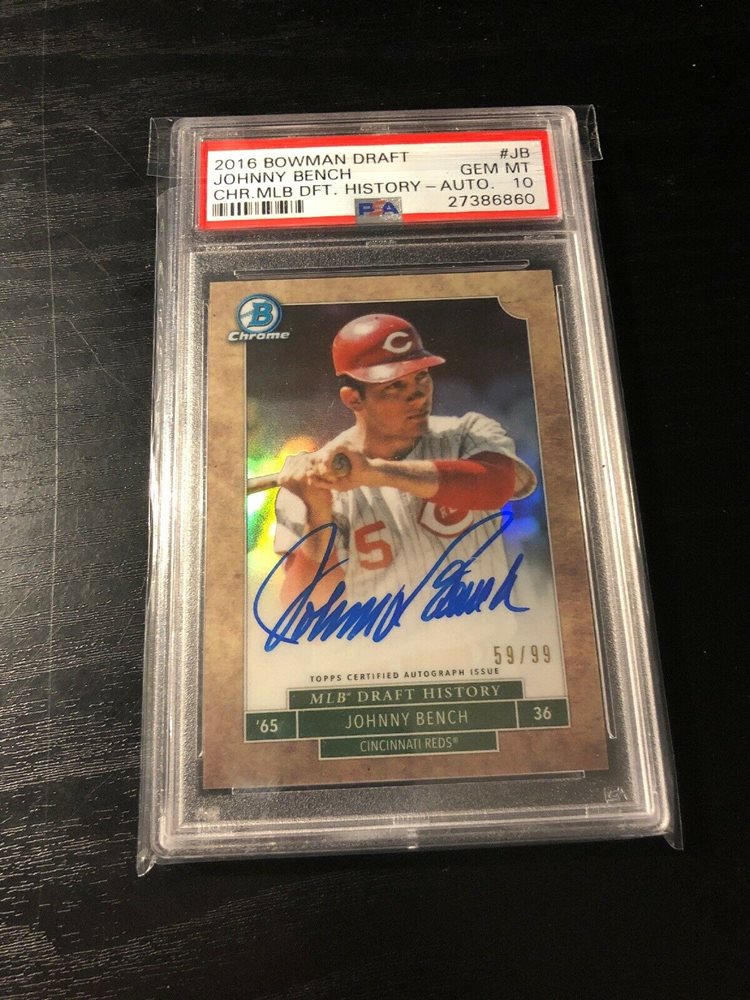 2016 BOWMAN DRAFT #JB
JOHNNY BENCH GEM MT
CHR.MLB DFT. HISTORY-AUTO. 10
PSA 27386860
B
Chrome
C
5 C
Johnny Bench
59/99
TOPPS CERTIFIED AUTOGRAPH ISSUE
MLB® DRAFT HISTORY
'65 JOHNNY BENCH 36
CINCINNATI REDS®